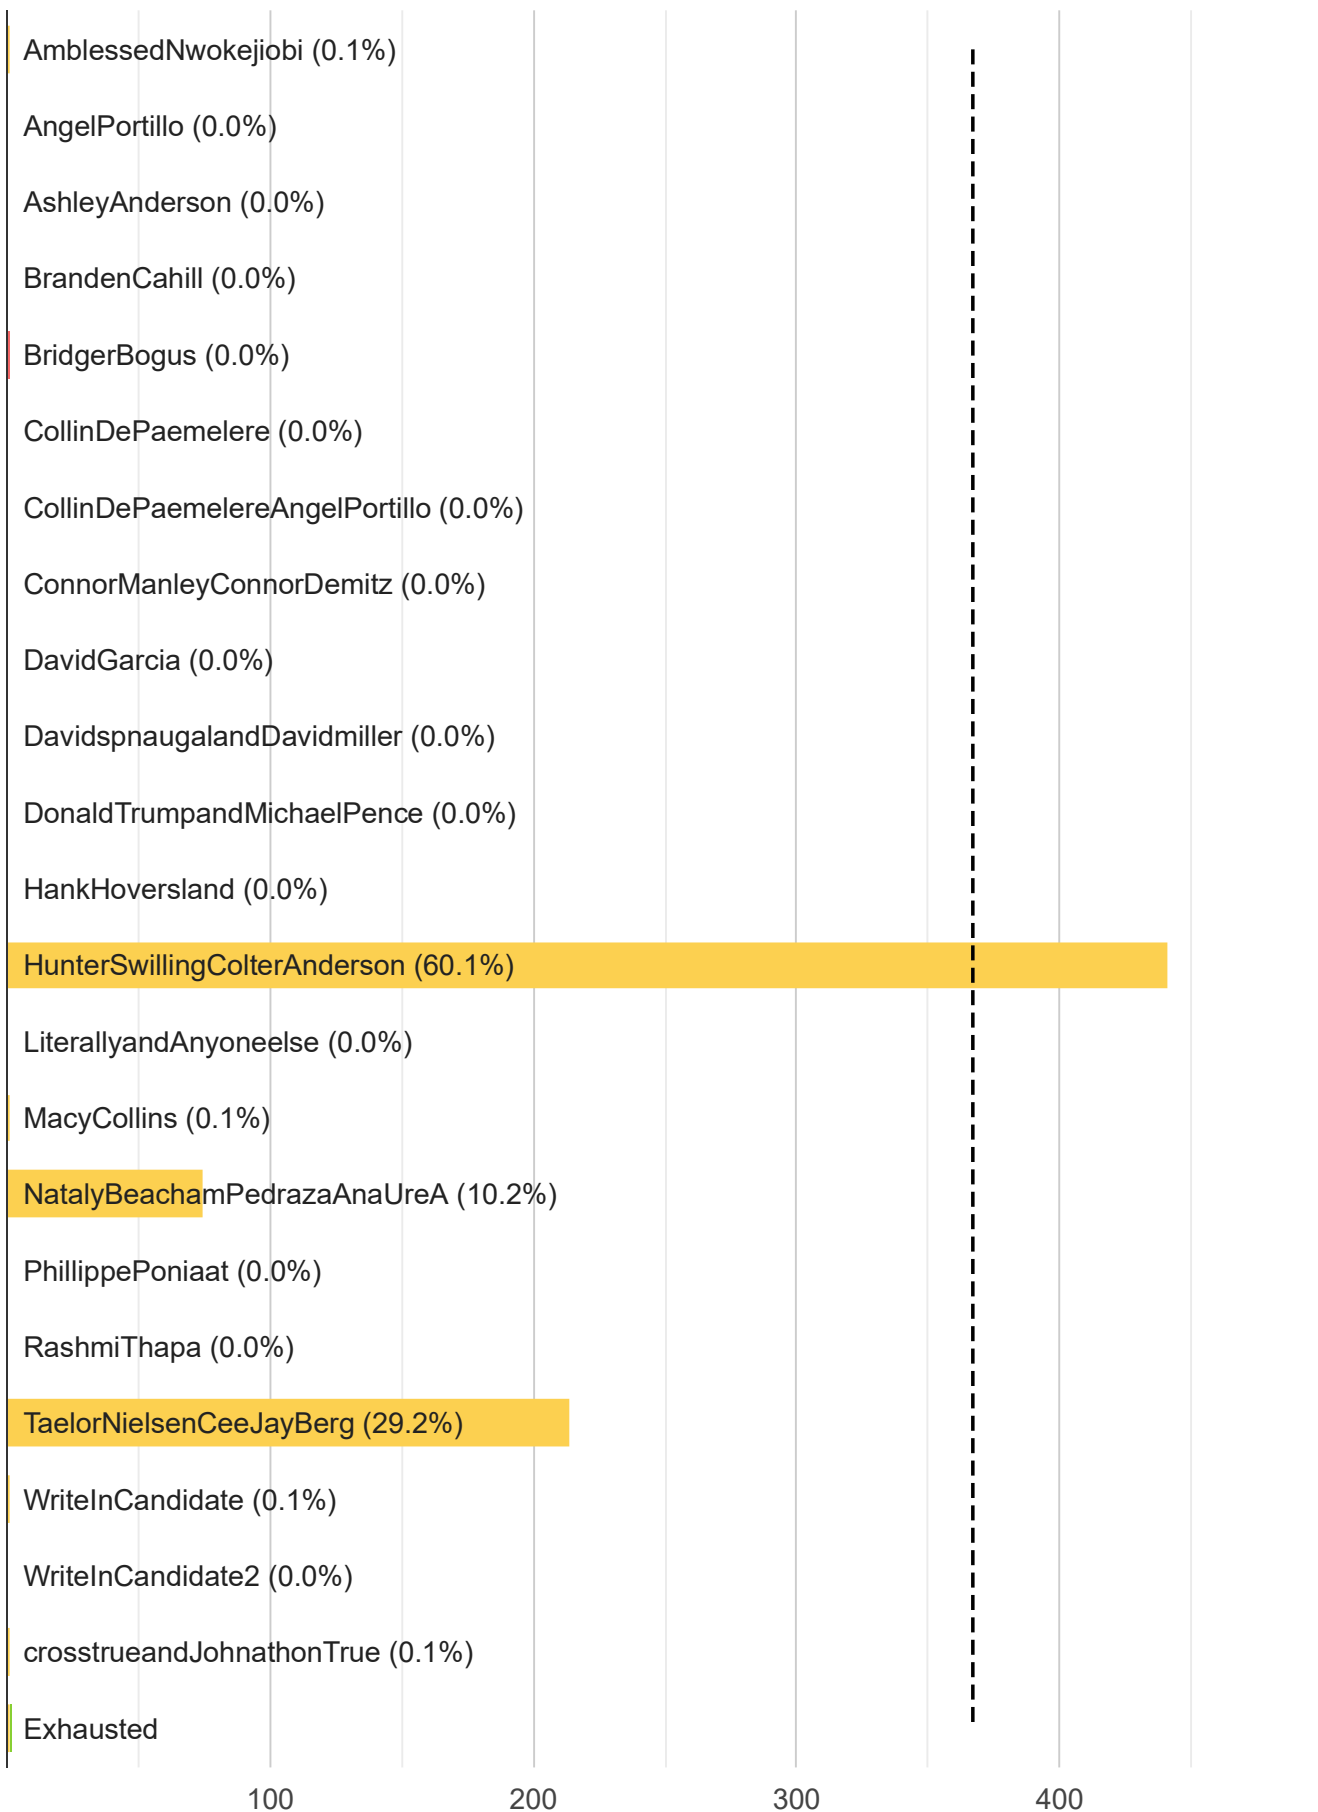 AmblessedNwokejiobi (0.1%)
AngelPortillo (0.0%)
AshleyAnderson (0.0%)
BrandenCahill (0.0%)
BridgerBogus (0.0%)
CollinDePaemelere (0.0%)
CollinDePaemelereAngelPortillo (0.0%)
ConnorManleyConnorDemitz (0.0%)
DavidGarcia (0.0%)
DavidspnaugalandDavidmiller (0.0%)
DonaldTrumpandMichaelPence (0.0%)
HankHoversland (0.0%)
HunterSwillingColterAnderson (60.1%)
LiterallyandAnyoneelse (0.0%)
MacyCollins (0.1%)
NatalyBeachamPedrazaAnaUreA (10.2%)
PhillippePoniaat (0.0%)
RashmiThapa (0.0%)
TaelorNielsenCeeJayBerg (29.2%)
WriteInCandidate (0.1%)
WriteInCandidate2 (0.0%)
crosstrueandJohnathonTrue (0.1%)
Exhausted
100 200 300 400